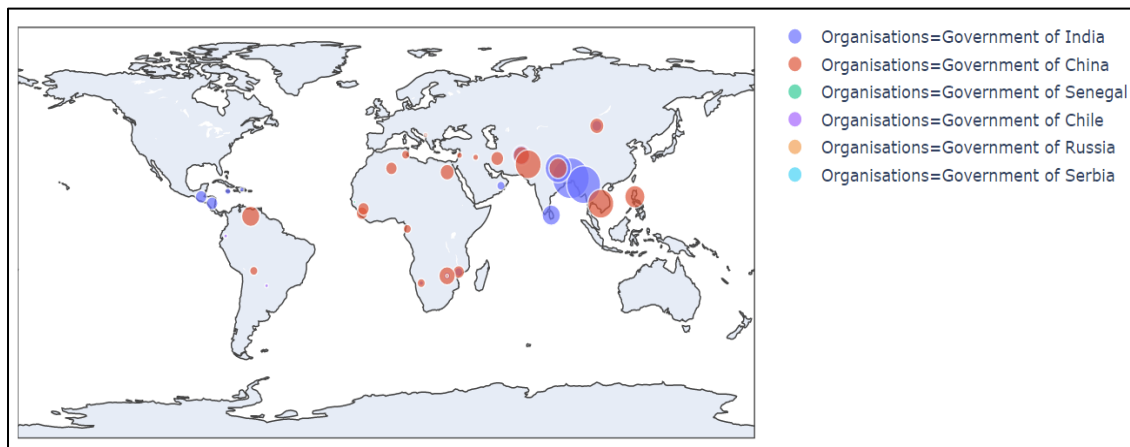 Organisations=Government of India
Organisations=Government of China
Organisations=Government of Senegal
Organisations=Government of Chile
Organisations=Government of Russia
Organisations=Government of Serbia